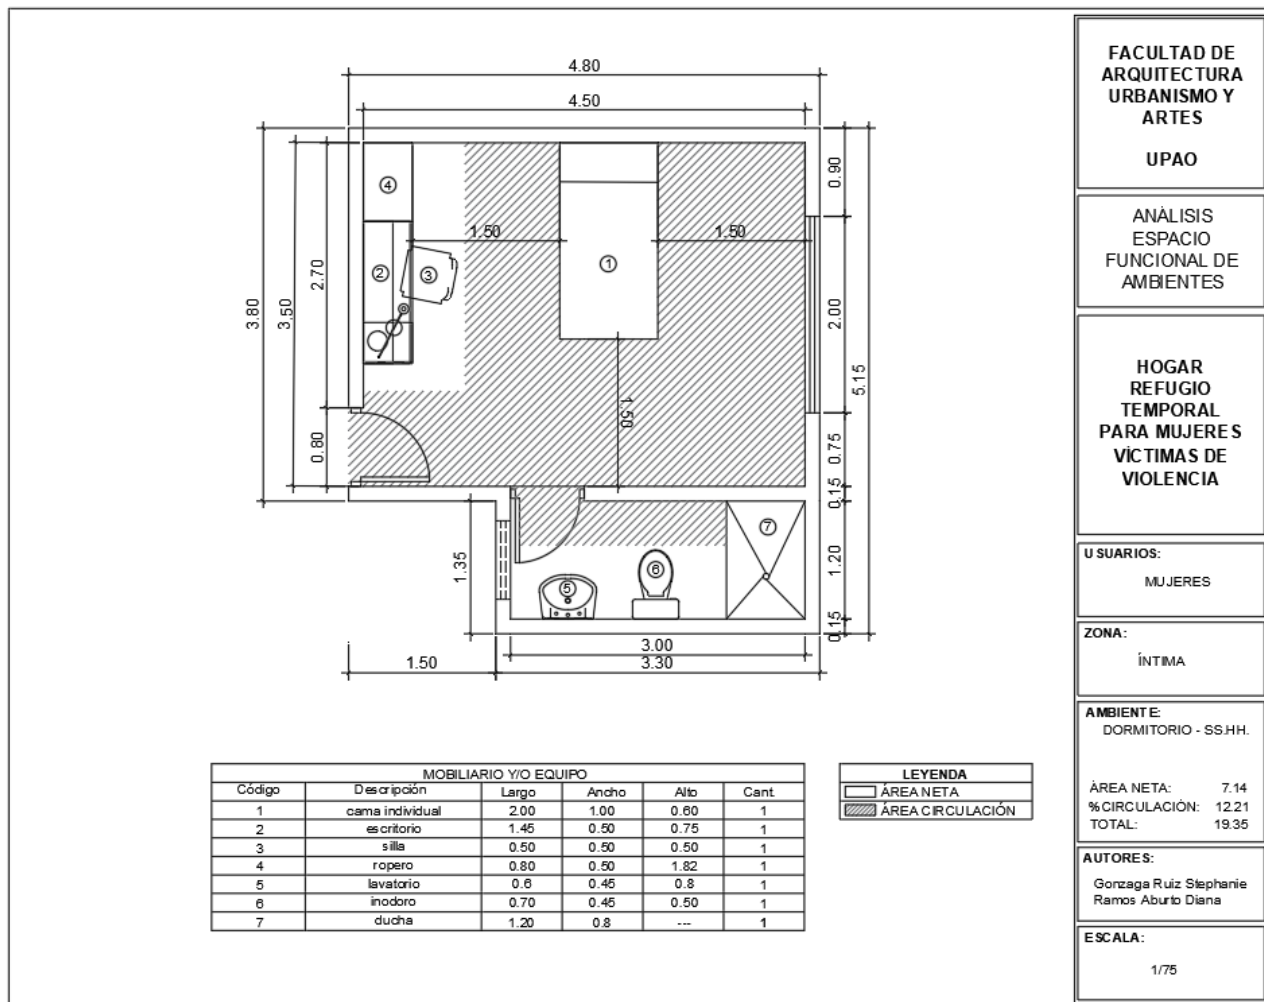 4.80
4.50
0.90
1.50
1.50
2.70
3.50
3.80
2.00
5.15
1.50
0.80
0.75
0.15
1.35
1.20
0.15
3.00
1.50
3.30
4
2
3
1
7
6
5
MOBILIARIO Y/O EQUIPO
Código Descripción Largo Ancho Alto Cant.
1 cama individual 2.00 1.00 0.60 1
2 escritorio 1.45 0.50 0.75 1
3 silla 0.50 0.50 0.50 1
4 ropero 0.80 0.50 1.82 1
5 lavatorio 0.6 0.45 0.8 1
6 inodoro 0.70 0.45 0.50 1
7 ducha 1.20 0.8 --- 1
LEYENDA
ÁREA NETA
ÁREA CIRCULACIÓN
FACULTAD DE
ARQUITECTURA
URBANISMO Y
ARTES
UPAO
ANÁLISIS
ESPACIO
FUNCIONAL DE
AMBIENTES
HOGAR
REFUGIO
TEMPORAL
PARA MUJERES
VÍCTIMAS DE
VIOLENCIA
USUARIOS:
MUJERES
ZONA:
ÍNTIMA
AMBIENTE:
DORMITORIO - SS.HH.
ÁREA NETA: 7.14
%CIRCULACIÓN: 12.21
TOTAL: 19.35
AUTORES:
Gonzaga Ruiz Stephanie
Ramos Aburto Diana
ESCALA:
1/75